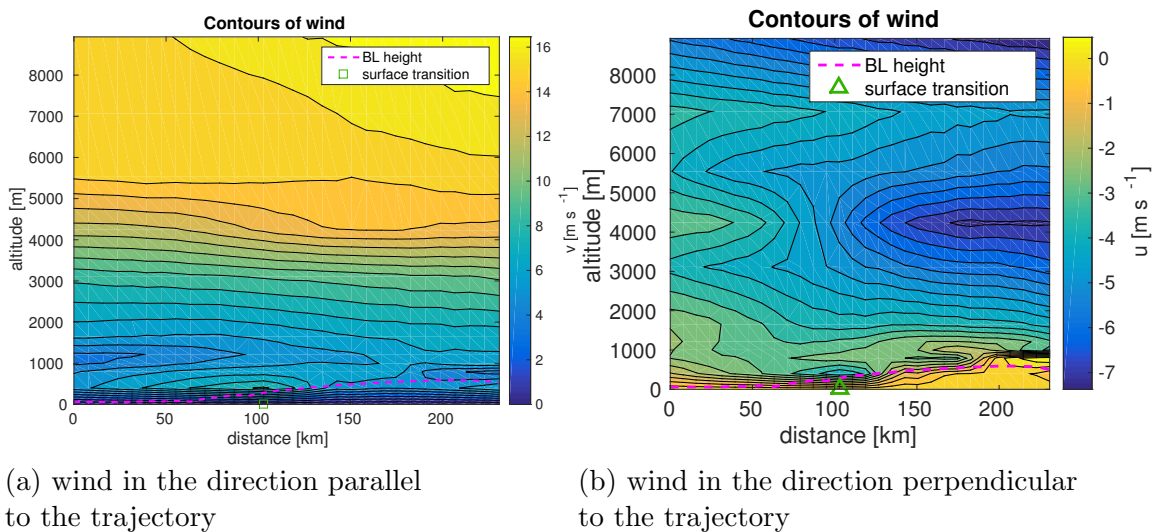 Contours of wind
BL height
surface transition
8000
7000
6000
5000
4000
3000
2000
1000
0
altitude [m]
0
50
100
150
200
distance [km]
16
14
12
10
8
6
4
2
0
v [m s -1]
(a) wind in the direction parallel
to the trajectory
Contours of wind
BL height
surface transition
8000
7000
6000
5000
4000
3000
2000
1000
0
altitude [m]
0
50
100
150
200
distance [km]
0
-1
-2
-3
-4
-5
-6
-7
u [m s -1]
(b) wind in the direction perpendicular
to the trajectory